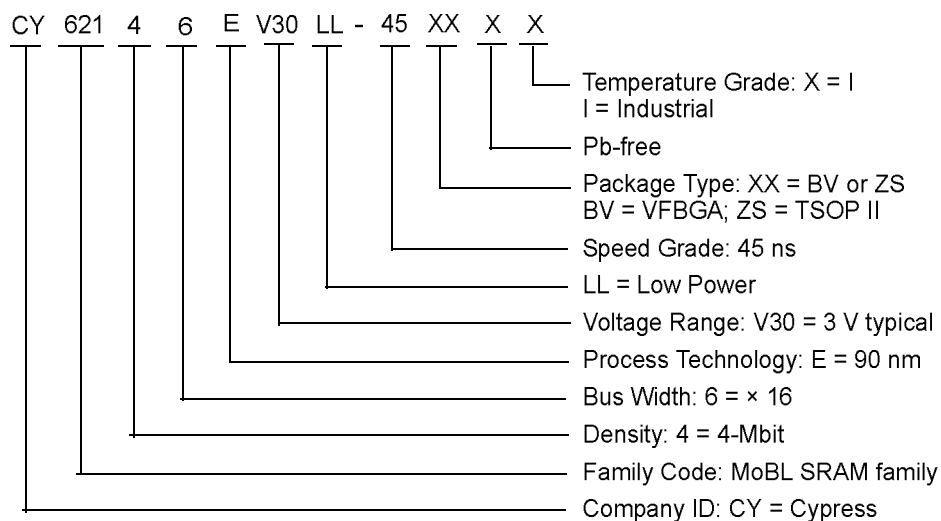 CY 621 4 6 E V30 LL - 45 XX X X
Temperature Grade: X = I
I = Industrial
Pb-free
Package Type: XX = BV or ZS
BV = VFBGA; ZS = TSOP II
Speed Grade: 45 ns
LL = Low Power
Voltage Range: V30 = 3 V typical
Process Technology: E = 90 nm
Bus Width: 6 = × 16
Density: 4 = 4-Mbit
Family Code: MoBL SRAM family
Company ID: CY = Cypress